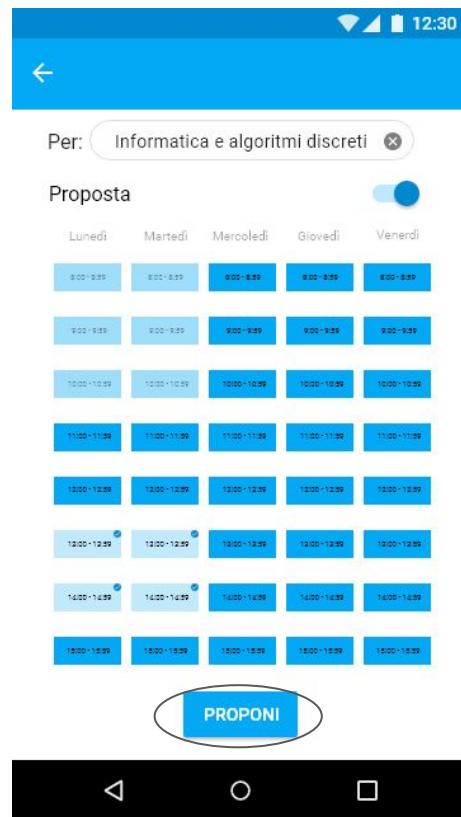 12:30
Per: Informatica e algoritmi discreti
Proposta
Lunedì Martedì Mercoledì Giovedì Venerdì
8:00 - 8:59 8:00 - 8:59 8:00 - 8:59 8:00 - 8:59 8:00 - 8:59
9:00 - 9:59 9:00 - 9:59 9:00 - 9:59 9:00 - 9:59 9:00 - 9:59
10:00 - 10:59 10:00 - 10:59 10:00 - 10:59 10:00 - 10:59 10:00 - 10:59
11:00 - 11:59 11:00 - 11:59 11:00 - 11:59 11:00 - 11:59 11:00 - 11:59
12:00 - 12:59 12:00 - 12:59 12:00 - 12:59 12:00 - 12:59 12:00 - 12:59
13:00 - 13:59 13:00 - 13:59 13:00 - 13:59 13:00 - 13:59 13:00 - 13:59
14:00 - 14:59 14:00 - 14:59 14:00 - 14:59 14:00 - 14:59 14:00 - 14:59
15:00 - 15:59 15:00 - 15:59 15:00 - 15:59 15:00 - 15:59 15:00 - 15:59
PROPONI